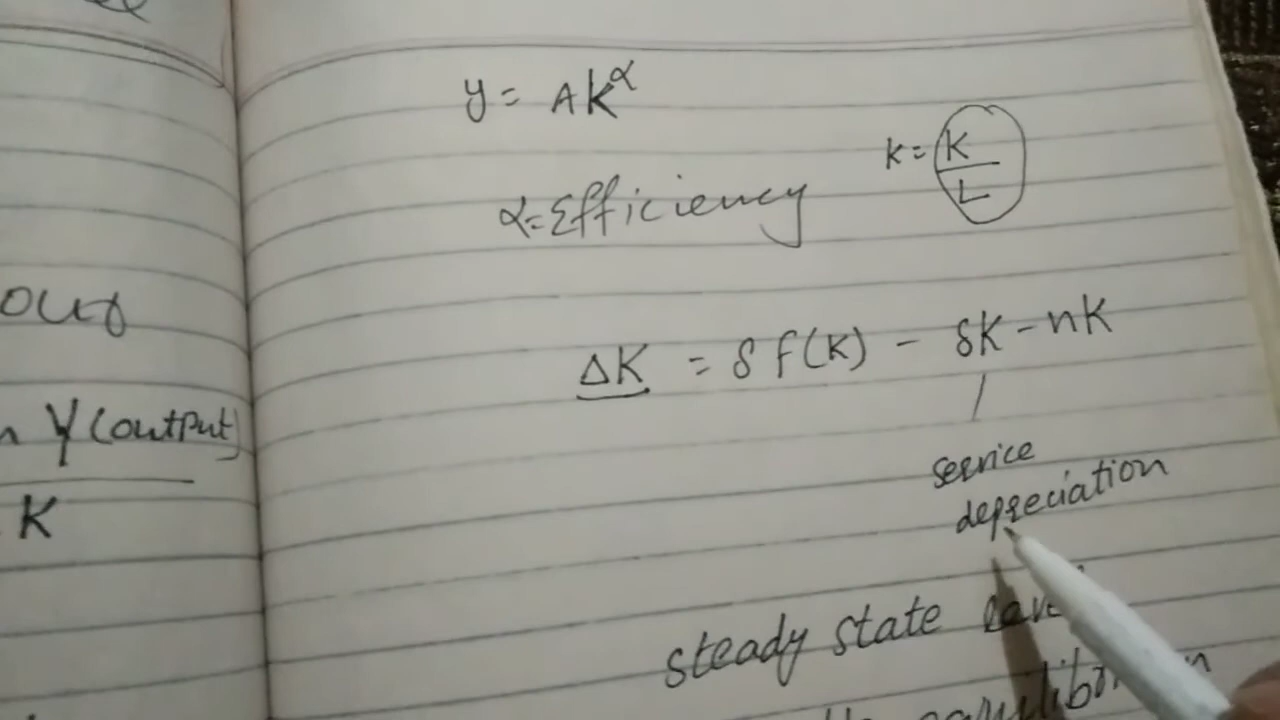 our
Y (output)
K
y = AK^α
k = K
L
α = Efficiency
ΔK = δ f(K) - δK - nK
service
depreciation
steady state